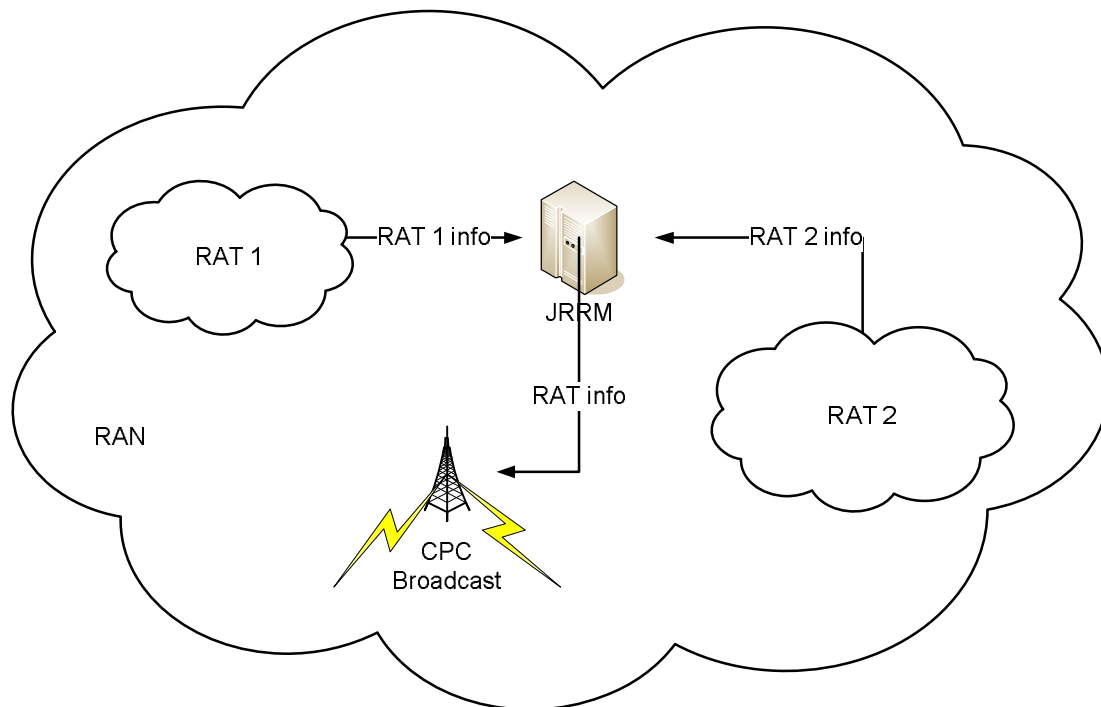 RAT 1
RAT 1 info
RAT 2 info
JRRM
RAT info
RAT 2
RAN
CPC
Broadcast